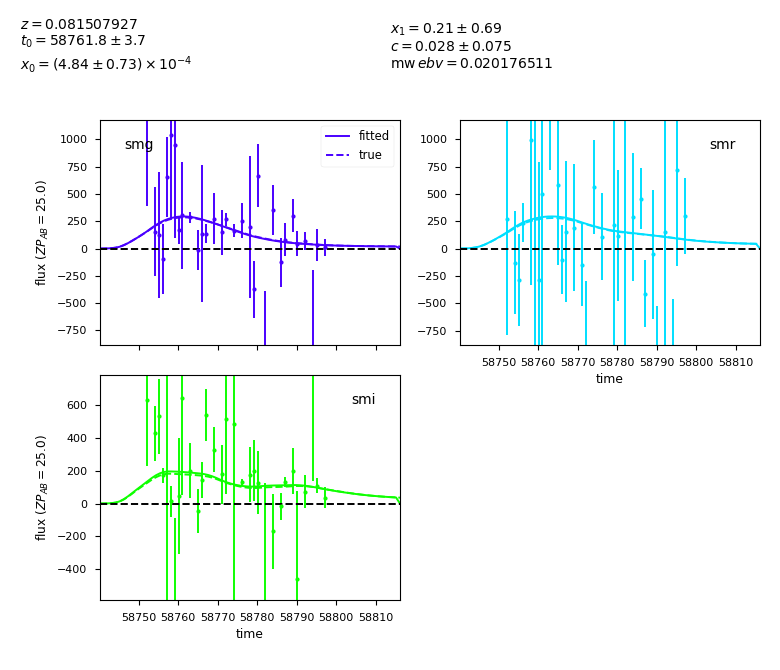 z = 0.081507927
t₀ = 58761.8 ± 3.7
x₀ = (4.84 ± 0.73) × 10⁻⁴
x₁ = 0.21 ± 0.69
c = 0.028 ± 0.075
mw ebv = 0.020176511
smg
fitted
true
1000
750
500
250
0
−250
−500
−750
flux (ZP_AB = 25.0)
smr
1000
750
500
250
0
−250
−500
−750
58750 58760 58770 58780 58790 58800 58810
time
smi
600
400
200
0
−200
−400
flux (ZP_AB = 25.0)
58750 58760 58770 58780 58790 58800 58810
time